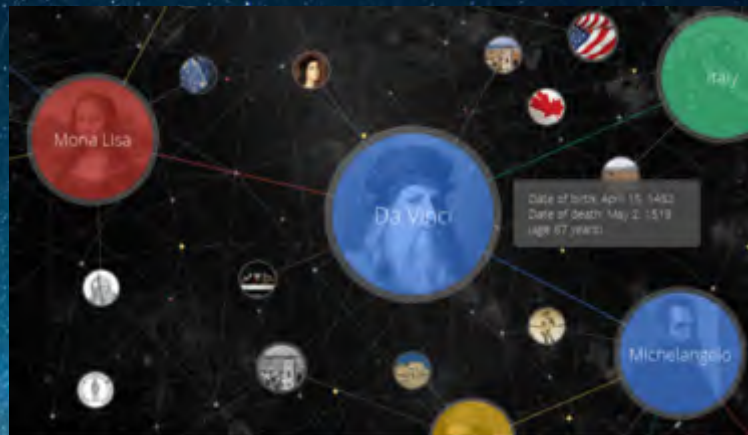 Mona Lisa
Italy
Da Vinci
Date of birth: April 15, 1452
Date of death: May 2, 1519
(age 67 years)
Michelangelo